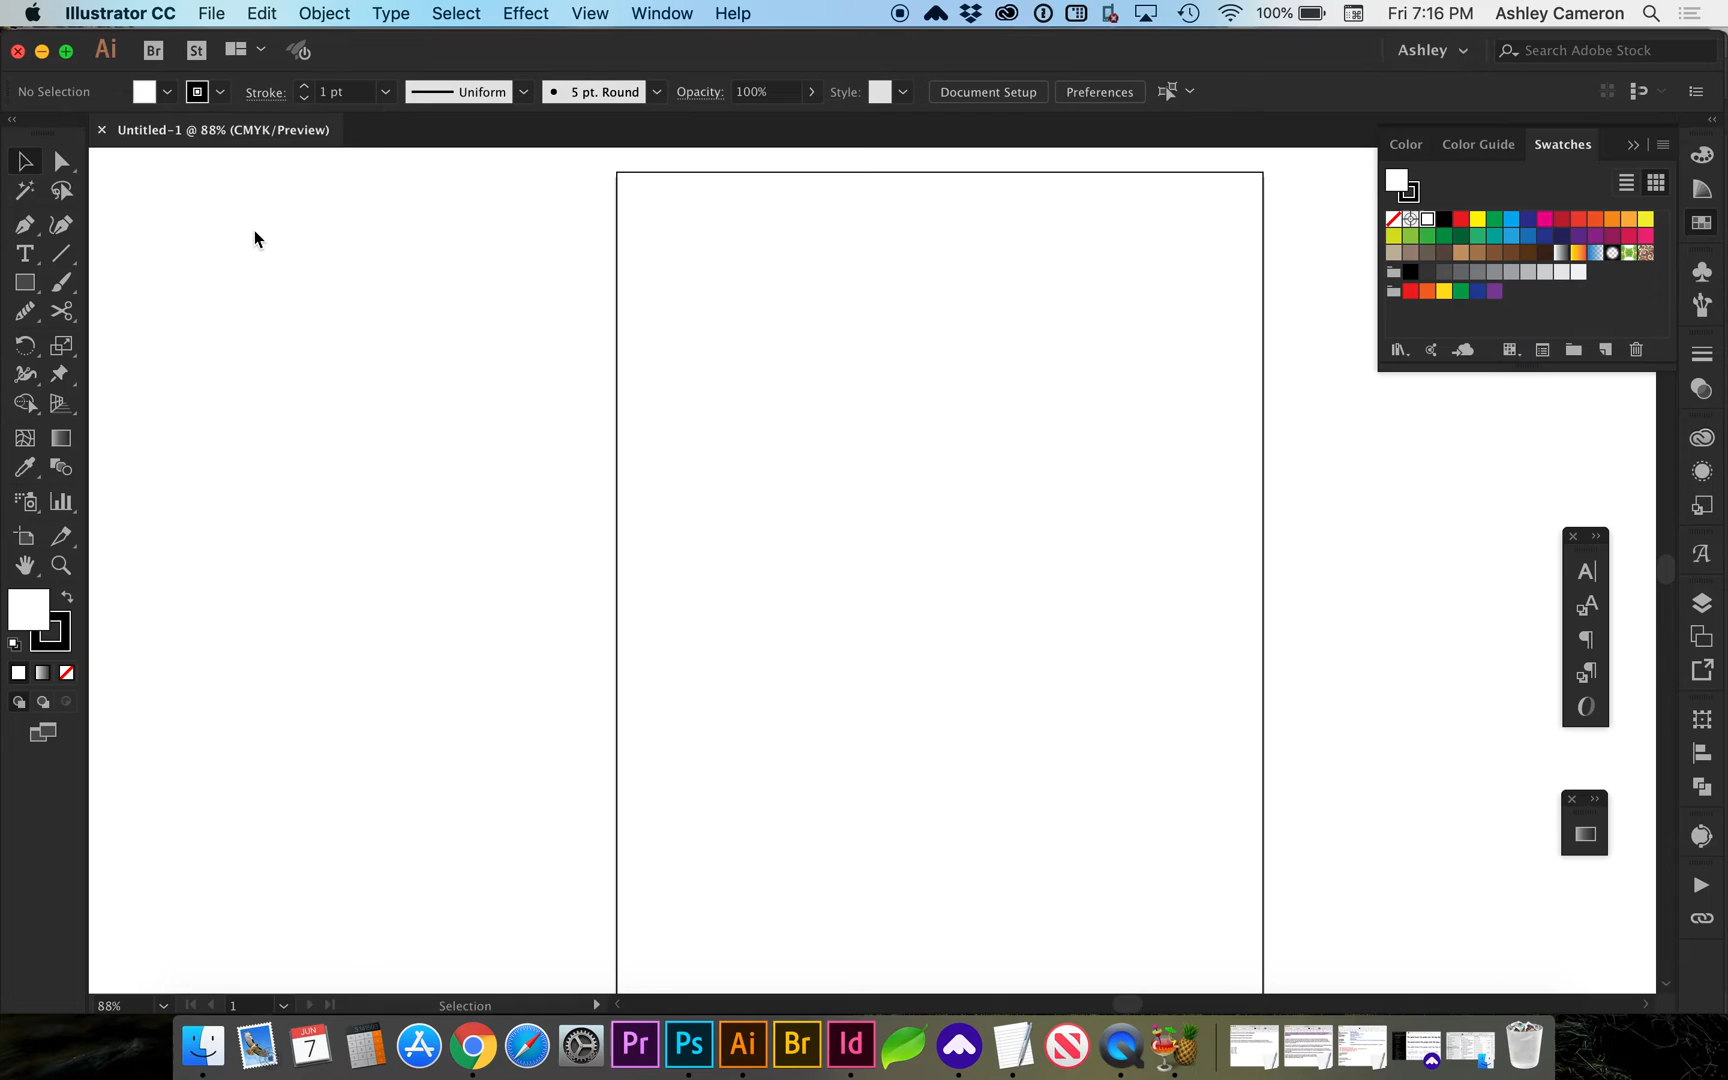 Illustrator CC File Edit Object Type Select Effect View Window Help 100% Fri 7:16 PM Ashley Cameron
Ai Br St Ashley Search Adobe Stock
No Selection Stroke: 1 pt Uniform 5 pt. Round Opacity: 100% Style: Document Setup Preferences
Untitled-1 @ 88% (CMYK/Preview)
Color Color Guide Swatches
88% 1 Selection
JUN
7
Pr Ps Ai Br Id